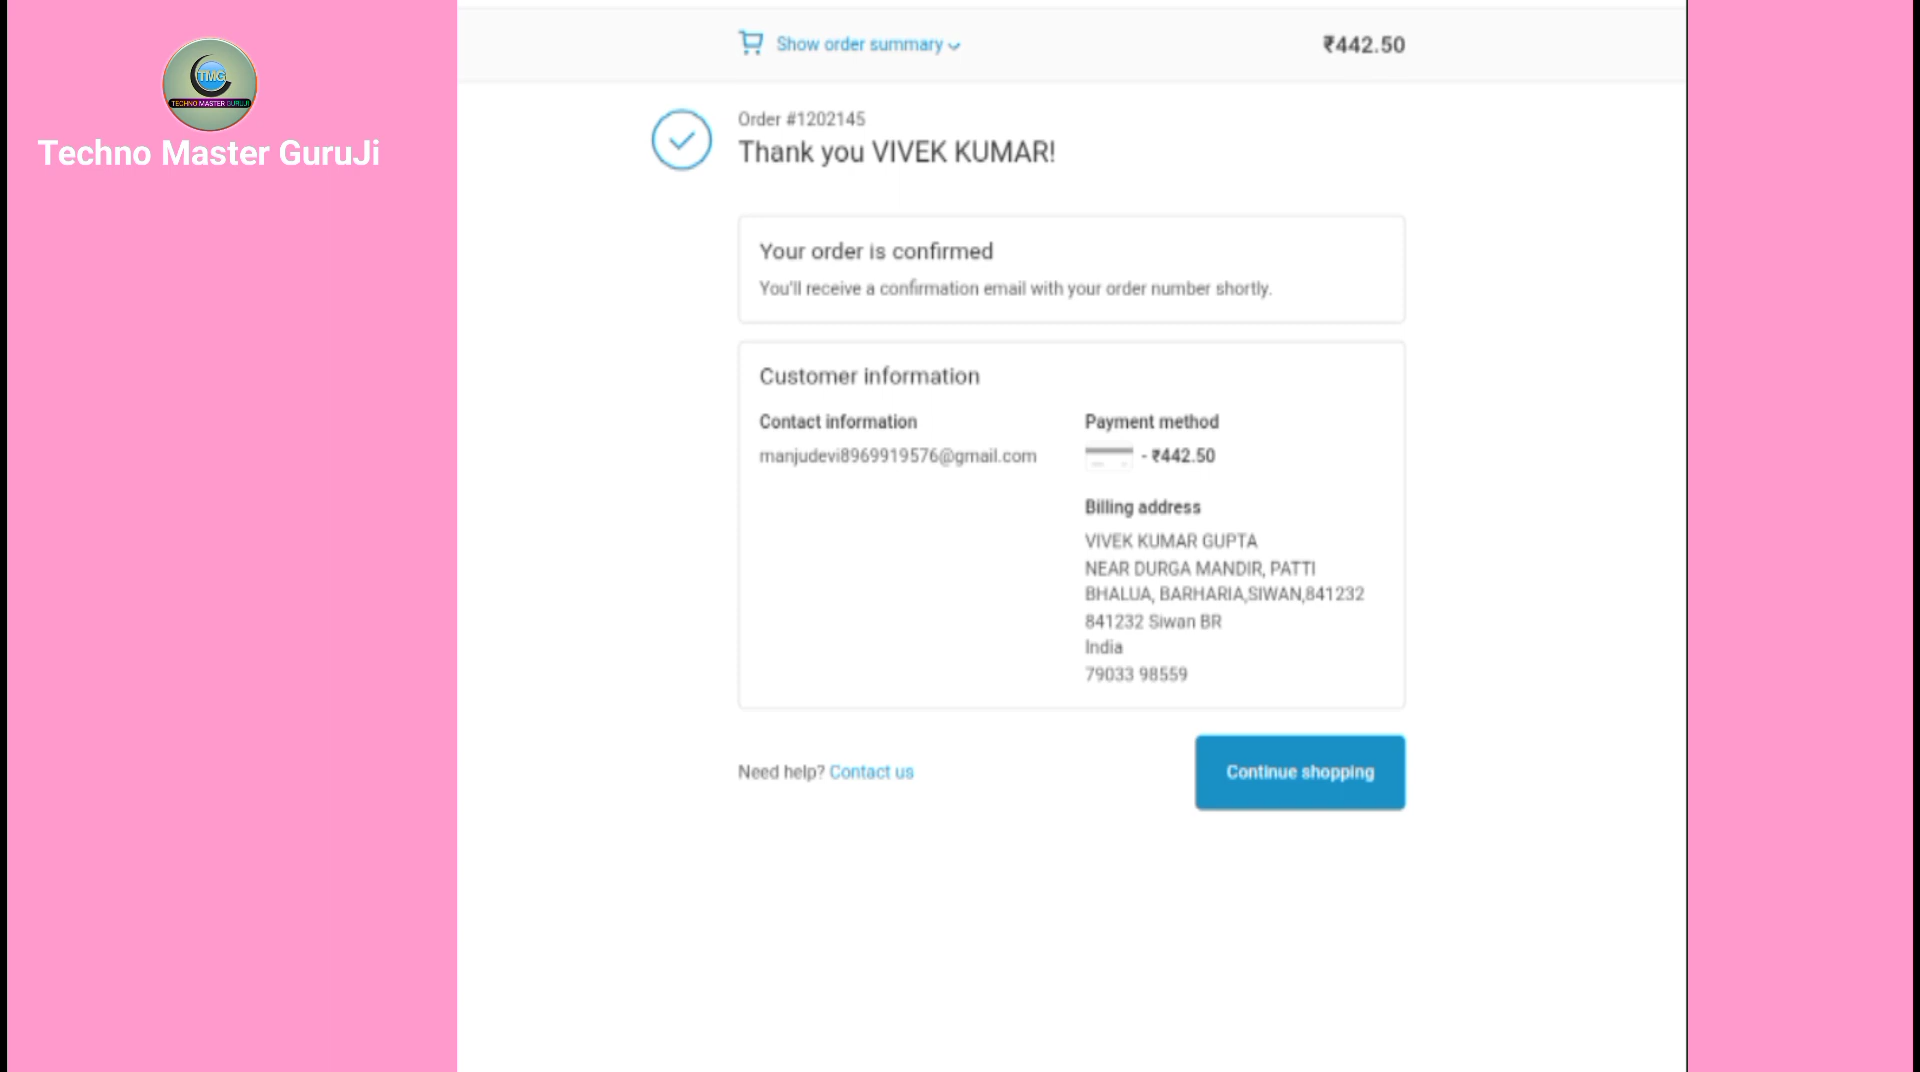 TMG
TECHNO MASTER GURUJI
Techno Master GuruJi
Show order summary
₹442.50
Order #1202145
Thank you VIVEK KUMAR!
Your order is confirmed
You'll receive a confirmation email with your order number shortly.
Customer information
Contact information
manjudevi8969919576@gmail.com
Payment method
- ₹442.50
Billing address
VIVEK KUMAR GUPTA
NEAR DURGA MANDIR, PATTI
BHALUA, BARHARIA,SIWAN,841232
841232 Siwan BR
India
79033 98559
Need help? Contact us
Continue shopping